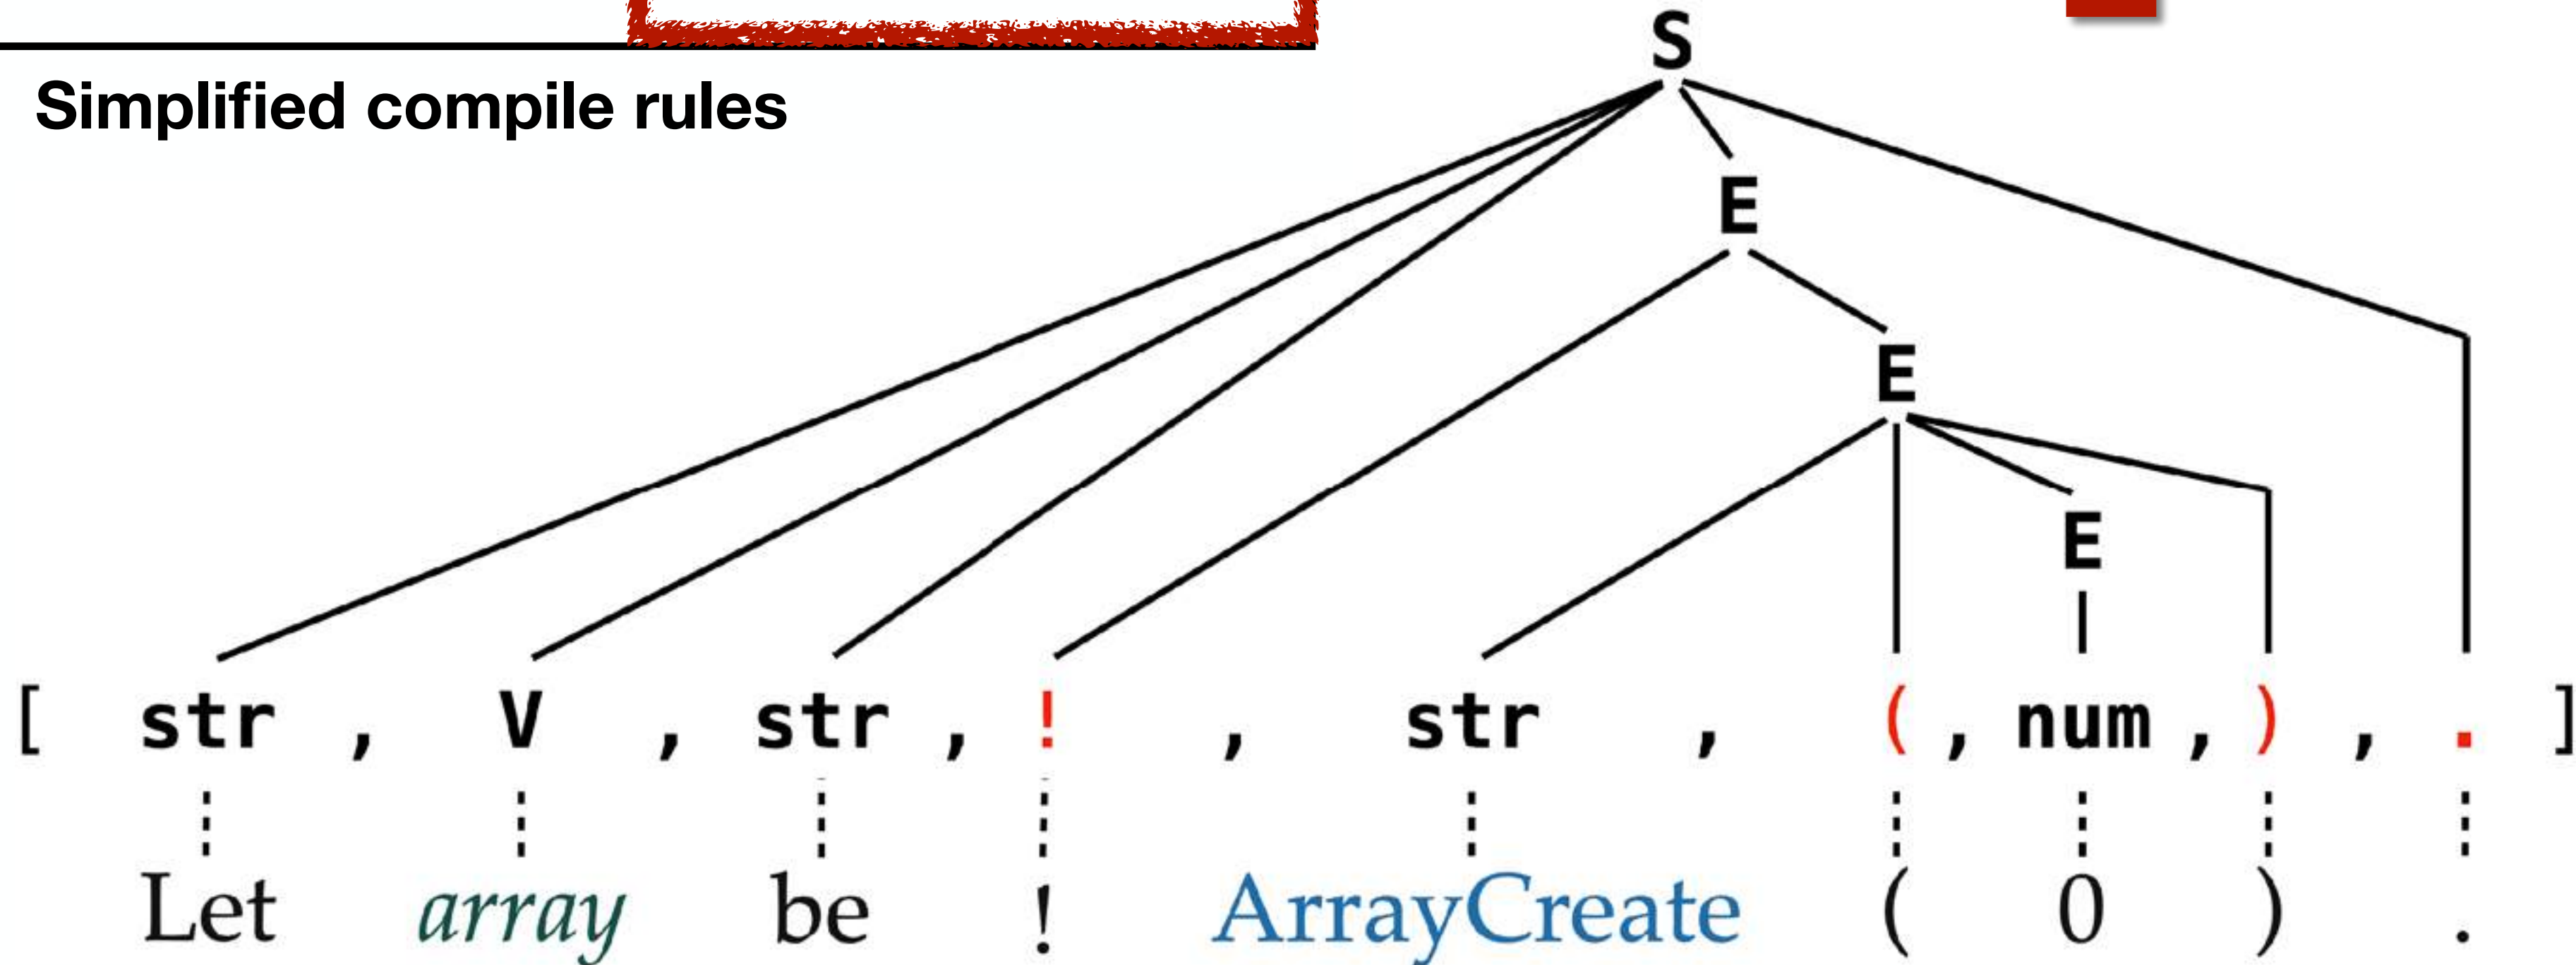 S
Simplified compile rules
E
E
E
[ str , V , str , ! , str , ( , num , ) , . ]
Let array be ! ArrayCreate ( 0 ) .